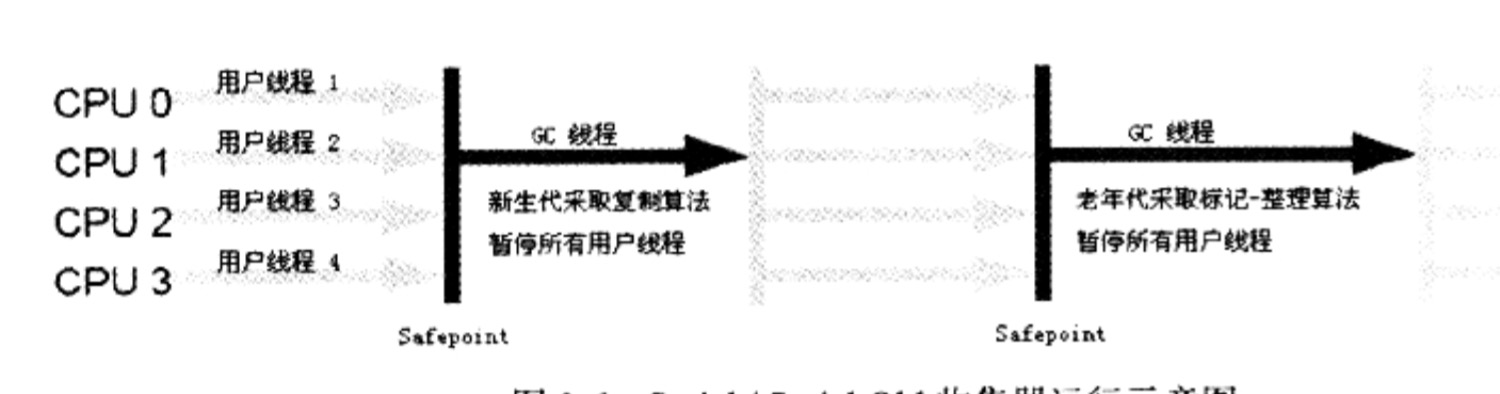 CPU 0
用户线程 1
CPU 1
用户线程 2
CPU 2
用户线程 3
CPU 3
用户线程 4
GC 线程
新生代采取复制算法
暂停所有用户线程
Safepoint
GC 线程
老年代采取标记-整理算法
暂停所有用户线程
Safepoint